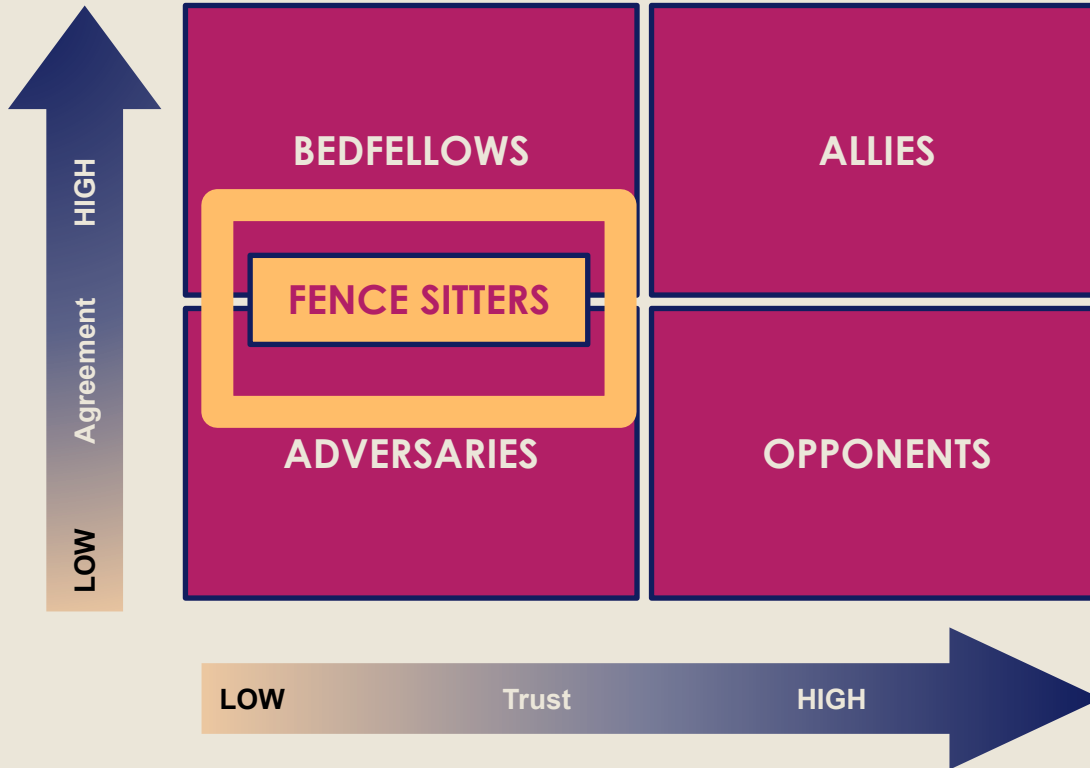 BEDFELLOWS
ALLIES
FENCE SITTERS
ADVERSARIES
OPPONENTS
HIGH
Agreement
LOW
LOW
Trust
HIGH